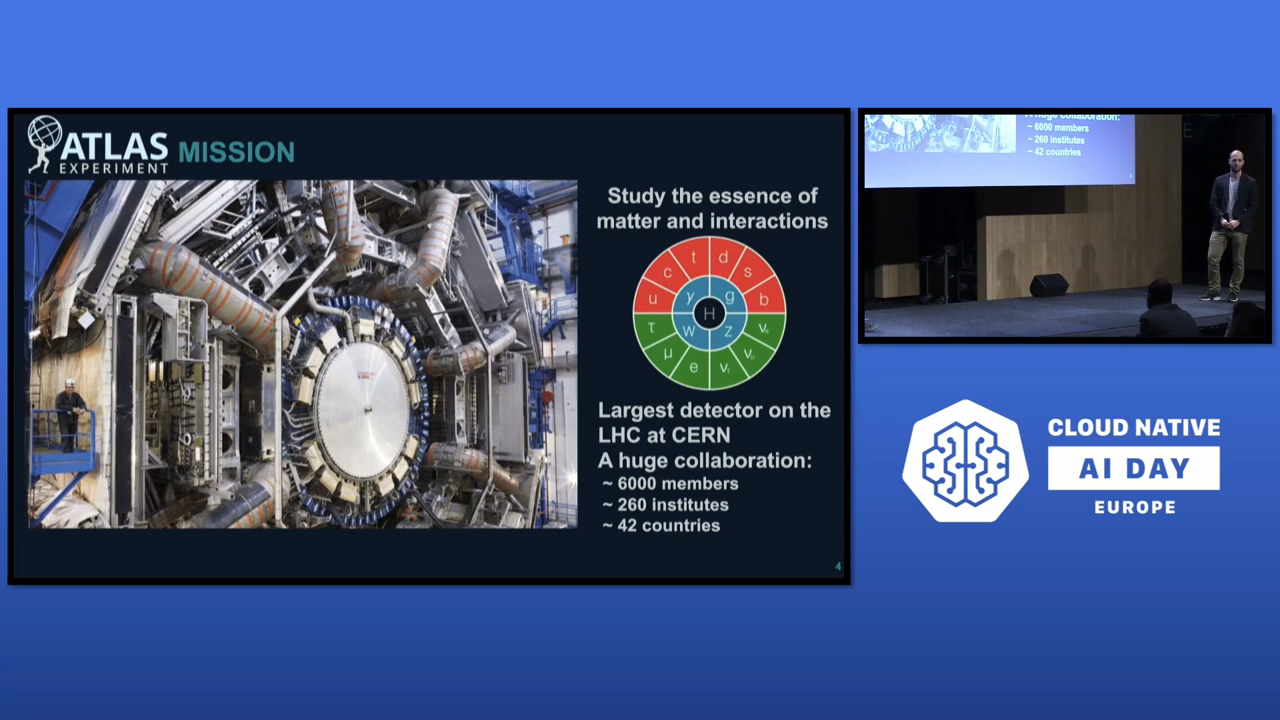 ATLAS
EXPERIMENT
MISSION
Study the essence of
matter and interactions
c
t
d
s
u
γ
g
b
H
τ
W
Z
μ
e
Largest detector on the
LHC at CERN
A huge collaboration:
~ 6000 members
~ 260 institutes
~ 42 countries
4
A huge collaboration:
~ 6000 members
~ 260 institutes
~ 42 countries
CLOUD NATIVE
AI DAY
EUROPE